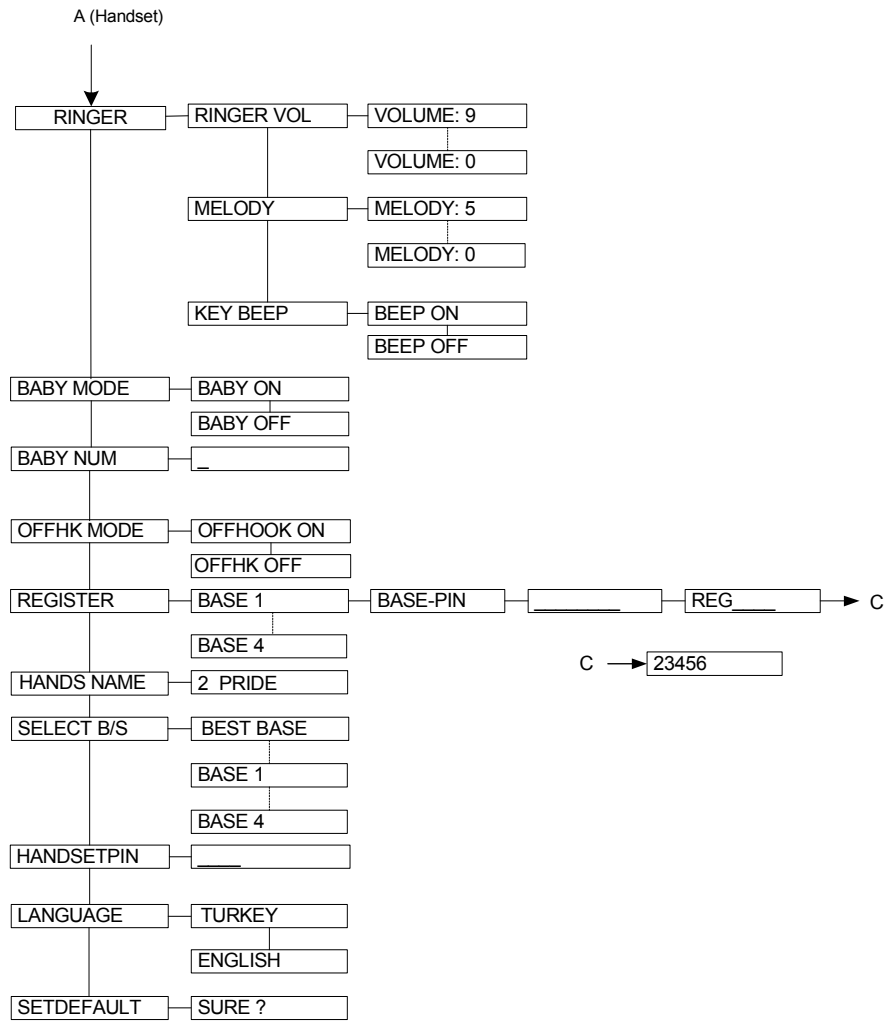 A (Handset)
RINGER
RINGER VOL
VOLUME: 9
VOLUME: 0
MELODY
MELODY: 5
MELODY: 0
KEY BEEP
BEEP ON
BEEP OFF
BABY MODE
BABY ON
BABY OFF
BABY NUM
_
OFFHK MODE
OFFHOOK ON
OFFHK OFF
REGISTER
BASE 1
BASE-PIN
________
REG____
C
BASE 4
C
23456
HANDS NAME
2 PRIDE
SELECT B/S
BEST BASE
BASE 1
BASE 4
HANDSETPIN
____
LANGUAGE
TURKEY
ENGLISH
SETDEFAULT
SURE ?